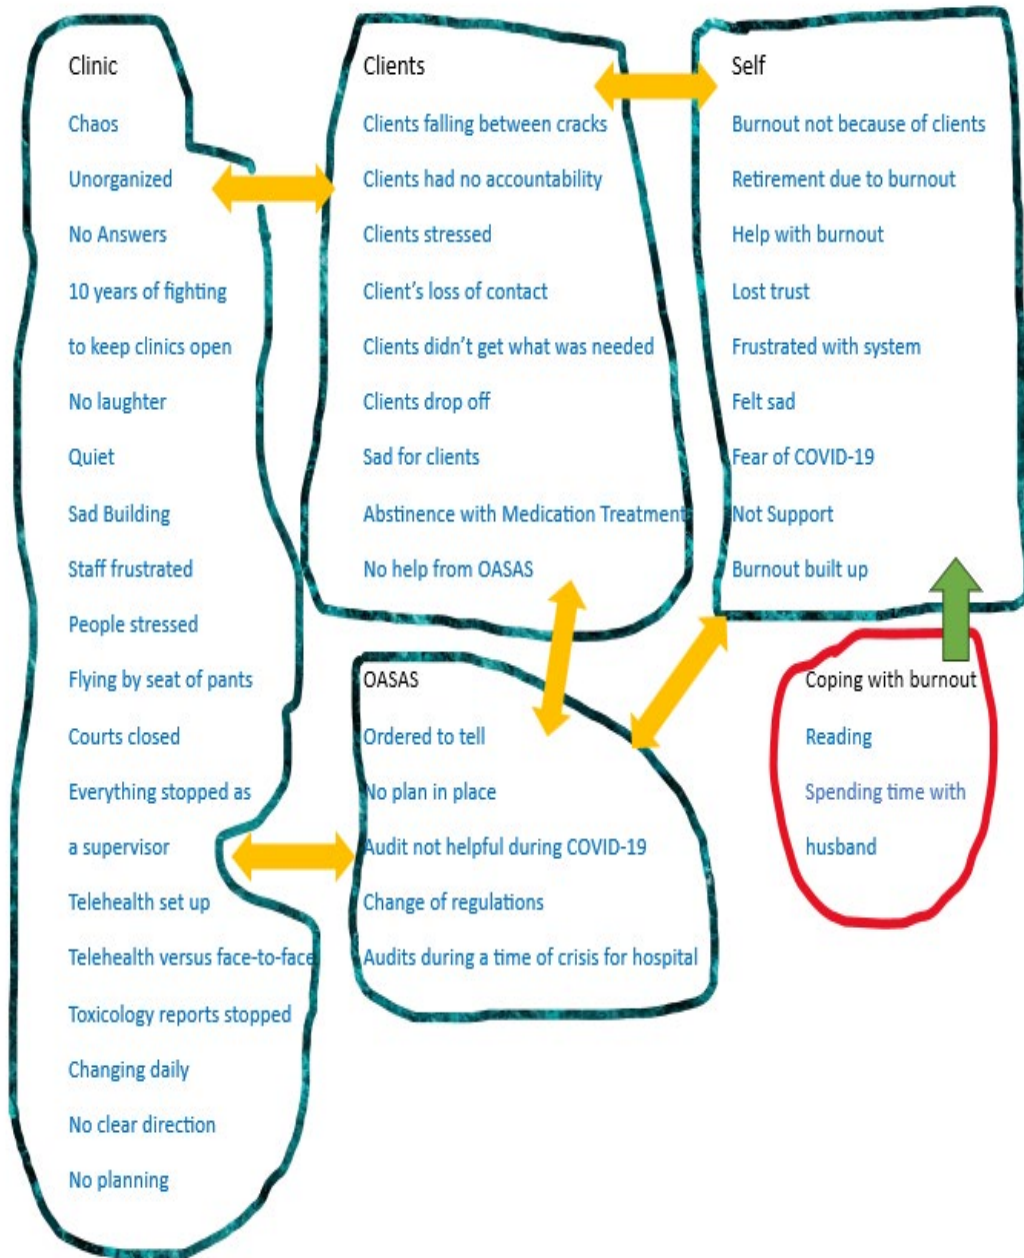 Clinic
Chaos
Unorganized
No Answers
10 years of fighting
to keep clinics open
No laughter
Quiet
Sad Building
Staff frustrated
People stressed
Flying by seat of pants
Courts closed
Everything stopped as
a supervisor
Telehealth set up
Telehealth versus face-to-face
Toxicology reports stopped
Changing daily
No clear direction
No planning
Clients
Clients falling between cracks
Clients had no accountability
Clients stressed
Client’s loss of contact
Clients didn’t get what was needed
Clients drop off
Sad for clients
Abstinence with Medication Treatment
No help from OASAS
OASAS
Ordered to tell
No plan in place
Audit not helpful during COVID-19
Change of regulations
Audits during a time of crisis for hospital
Self
Burnout not because of clients
Retirement due to burnout
Help with burnout
Lost trust
Frustrated with system
Felt sad
Fear of COVID-19
Not Support
Burnout built up
Coping with burnout
Reading
Spending time with
husband